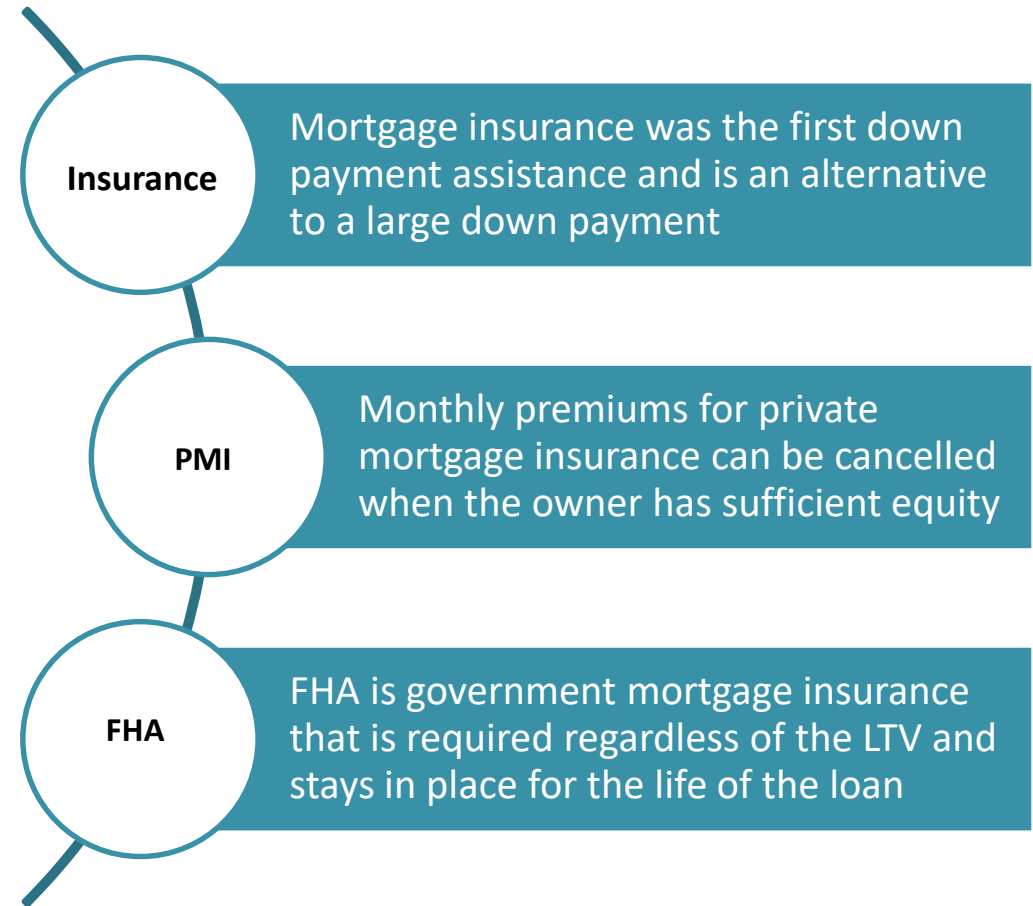 Insurance
Mortgage insurance was the first down
payment assistance and is an alternative
to a large down payment
PMI
Monthly premiums for private
mortgage insurance can be cancelled
when the owner has sufficient equity
FHA
FHA is government mortgage insurance
that is required regardless of the LTV and
stays in place for the life of the loan